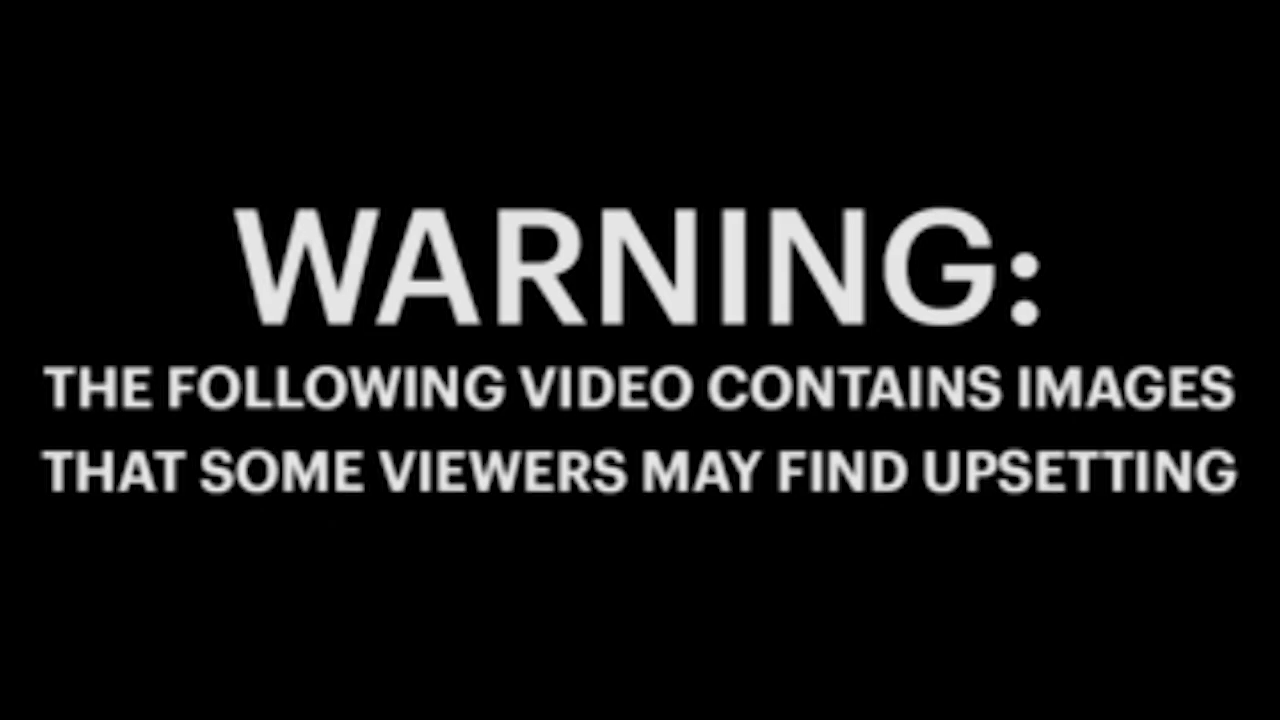 WARNING:
THE FOLLOWING VIDEO CONTAINS IMAGES
THAT SOME VIEWERS MAY FIND UPSETTING